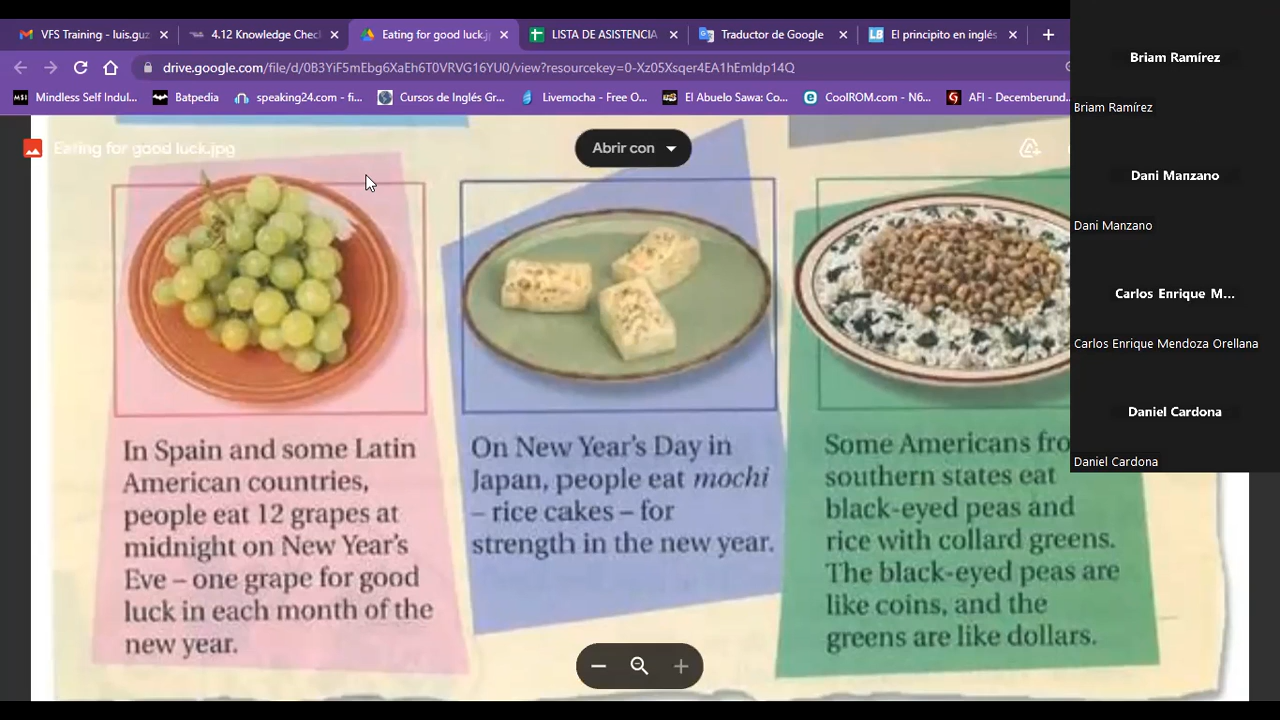 VFS Training - luis.guz
4.12 Knowledge Chec
Eating for good luck.j
LISTA DE ASISTENCIA
Traductor de Google
El principito en inglés
drive.google.com/file/d/0B3YiF5mEbg6XaEh6T0VRVG16YU0/view?resourcekey=0-Xz05Xsqer4EA1hEmldp14Q
Mindless Self Indul...
Batpedia
speaking24.com - fi...
Cursos de Inglés Gr...
Livemocha - Free O...
El Abuelo Sawa: Co...
CoolROM.com - N6...
AFI - Decemberund...
Eating for good luck.jpg
Abrir con
In Spain and some Latin
American countries,
people eat 12 grapes at
midnight on New Year's
Eve – one grape for good
luck in each month of the
new year.
On New Year's Day in
Japan, people eat mochi
– rice cakes – for
strength in the new year.
Some Americans fro
southern states eat
black-eyed peas and
rice with collard greens.
The black-eyed peas are
like coins, and the
greens are like dollars.
Briam Ramírez
Briam Ramírez
Dani Manzano
Dani Manzano
Carlos Enrique M...
Carlos Enrique Mendoza Orellana
Daniel Cardona
Daniel Cardona